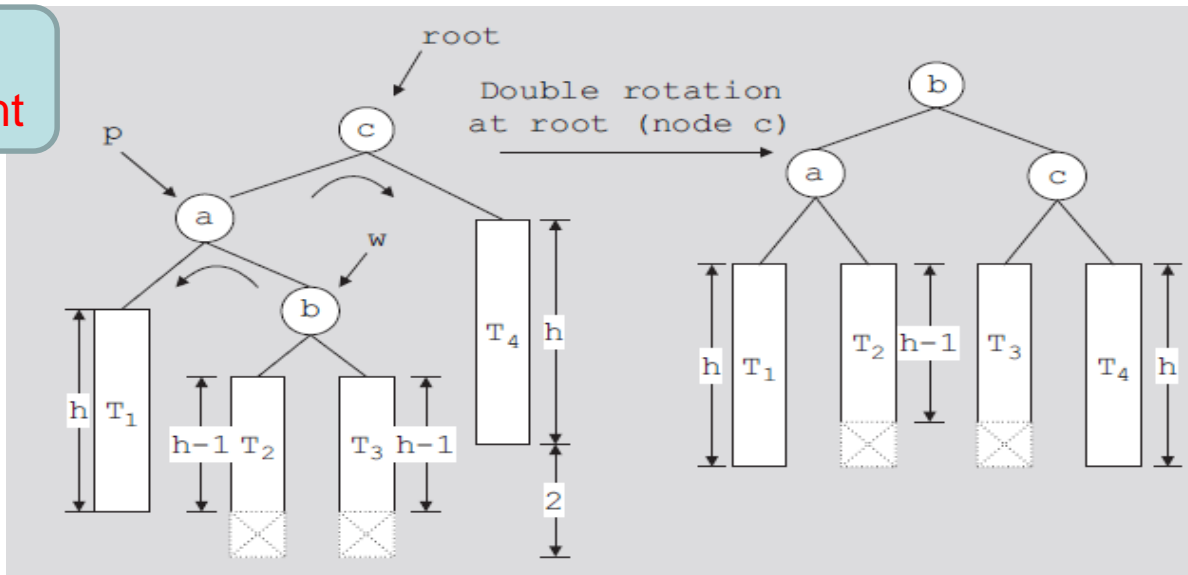 nt
root
Double rotation
at root (node c)
p
c
a
w
b
T4
h
h
T1
h-1
T2
T3
h-1
2
b
a
c
h
T1
T2
h-1
T3
T4
h